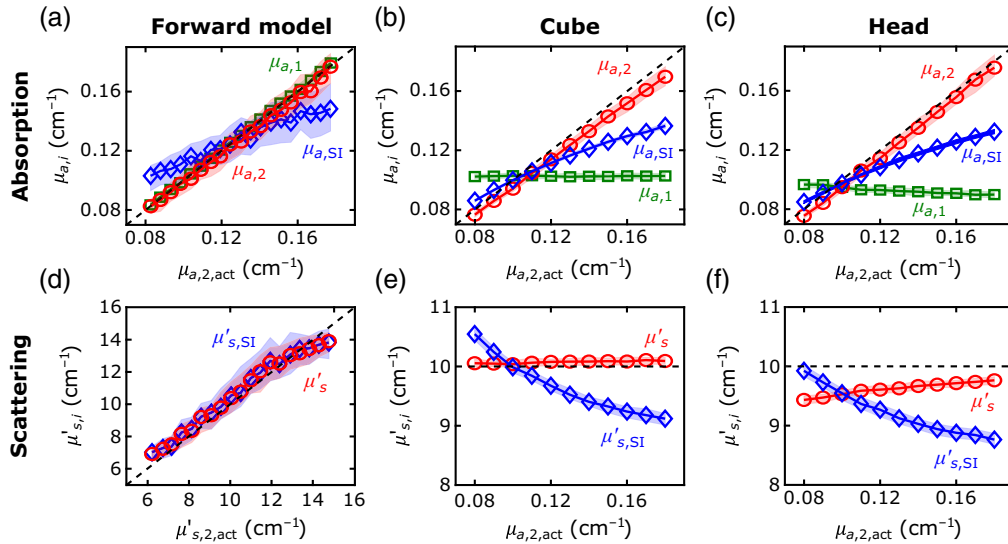 (a) Forward model
(b) Cube
(c) Head
Absorption
μa,i (cm⁻¹)
0.16
0.12
0.08
μa,1
μa,SI
μa,2
0.08 0.12 0.16
μa,2,act (cm⁻¹)
μa,i (cm⁻¹)
0.16
0.12
0.08
μa,2
μa,SI
μa,1
0.08 0.12 0.16
μa,2,act (cm⁻¹)
μa,i (cm⁻¹)
0.16
0.12
0.08
μa,2
μa,SI
μa,1
0.08 0.12 0.16
μa,2,act (cm⁻¹)
Scattering
(d)
μ′s,i (cm⁻¹)
16
14
12
10
8
6
μ′s,SI
μ′s
6 8 10 12 14 16
μ′s,2,act (cm⁻¹)
(e)
μ′s,i (cm⁻¹)
11
10
9
8
μ′s
μ′s,SI
0.08 0.12 0.16
μa,2,act (cm⁻¹)
(f)
μ′s,i (cm⁻¹)
11
10
9
8
μ′s
μ′s,SI
0.08 0.12 0.16
μa,2,act (cm⁻¹)